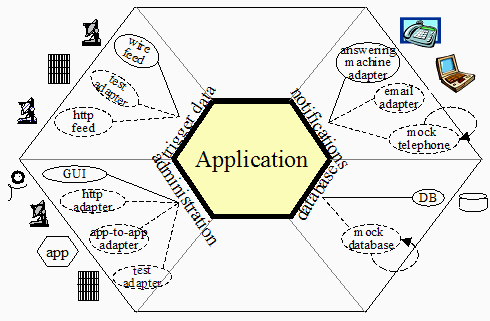 wire
feed
test
adapter
http
feed
trigger data
notifications
answering
machine
adapter
email
adapter
mock
telephone
Application
administration
database
GUI
http
adapter
app-to-app
adapter
test
adapter
app
DB
mock
database